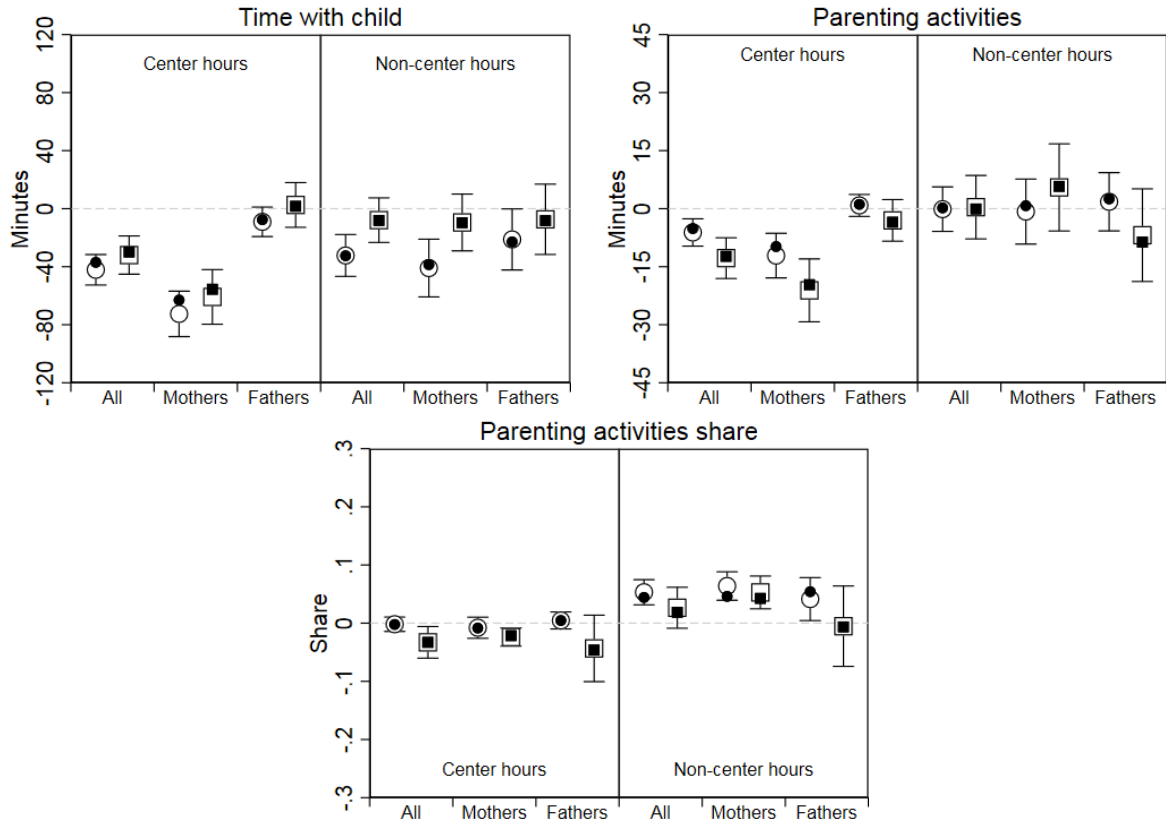 Time with child
Minutes
120
80
40
0
-40
-80
-120
Center hours
Non-center hours
All
Mothers
Fathers
All
Mothers
Fathers
Parenting activities
Minutes
45
30
15
0
-15
-30
-45
Center hours
Non-center hours
All
Mothers
Fathers
All
Mothers
Fathers
Parenting activities share
Share
.3
.2
.1
0
-.1
-.2
-.3
Center hours
Non-center hours
All
Mothers
Fathers
All
Mothers
Fathers